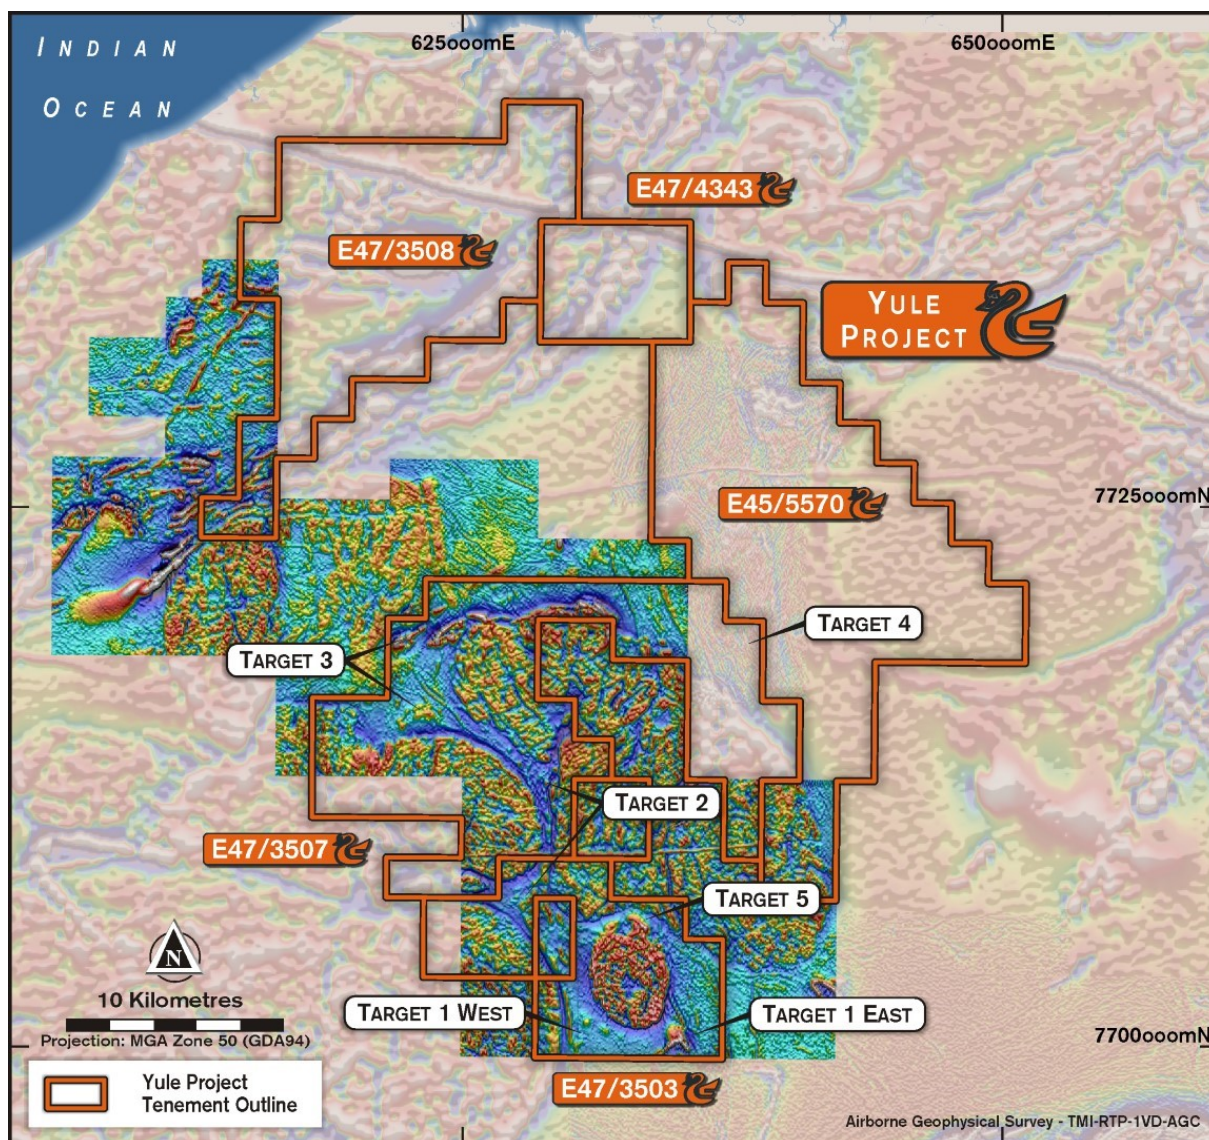 INDIAN
OCEAN
625000mE
650000mE
E47/4343
E47/3508
YULE
PROJECT
7725000mN
E45/5570
TARGET 4
TARGET 3
TARGET 2
E47/3507
TARGET 5
N
10 Kilometres
TARGET 1 WEST
TARGET 1 EAST
Projection: MGA Zone 50 (GDA94)
7700000mN
Yule Project
Tenement Outline
E47/3503
Airborne Geophysical Survey - TMI-RTP-1VD-AGC